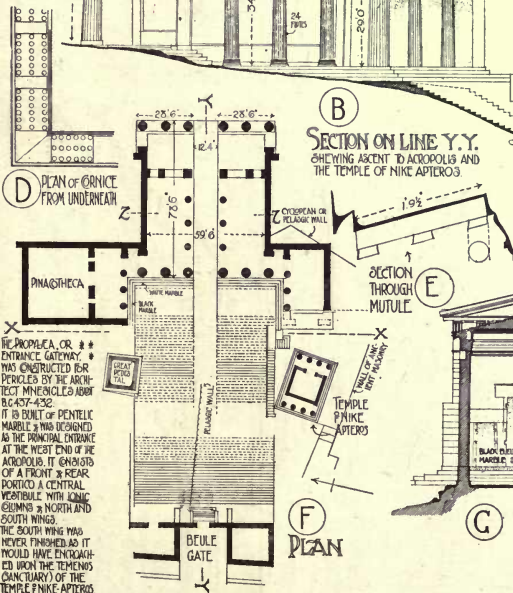 24
FLUTES
29'0"
B
SECTION ON LINE Y.Y.
SHEWING ASCENT TO ACROPOLIS AND
THE TEMPLE OF NIKE APTEROS.
D
PLAN OF CORNICE
FROM UNDERNEATH
Y
28'6"
28'6"
12'4"
Z
Z
73'6"
59'6"
CYCLOPEAN OR
PELASGIC WALL
1'9½"
SECTION
THROUGH
MUTULE
E
PINACOTHECA
WHITE MARBLE
BLACK
MARBLE
X
X
GREAT
PEDES
TAL
PELASGIC WALL
TEMPLE
OF NIKE
APTEROS
WALL OF ANC-
IENT MASONRY
THE PROPYLÆA, OR
ENTRANCE GATEWAY,
WAS CONSTRUCTED FOR
PERICLES BY THE ARCHI-
TECT MNESICLES ABOUT
B.C. 437-432.
IT IS BUILT OF PENTELIC
MARBLE & WAS DESIGNED
AS THE PRINCIPAL ENTRANCE
AT THE WEST END OF THE
ACROPOLIS. IT CONSISTS
OF A FRONT & REAR
PORTICO A CENTRAL
VESTIBULE WITH IONIC
COLUMNS & NORTH AND
SOUTH WINGS.
THE SOUTH WING WAS
NEVER FINISHED AS IT
WOULD HAVE ENCROACH-
ED UPON THE TEMENOS
(SANCTUARY) OF THE
TEMPLE OF NIKE-APTEROS
BEULE
GATE
Y
F
PLAN
BLACK
MARBLE
G